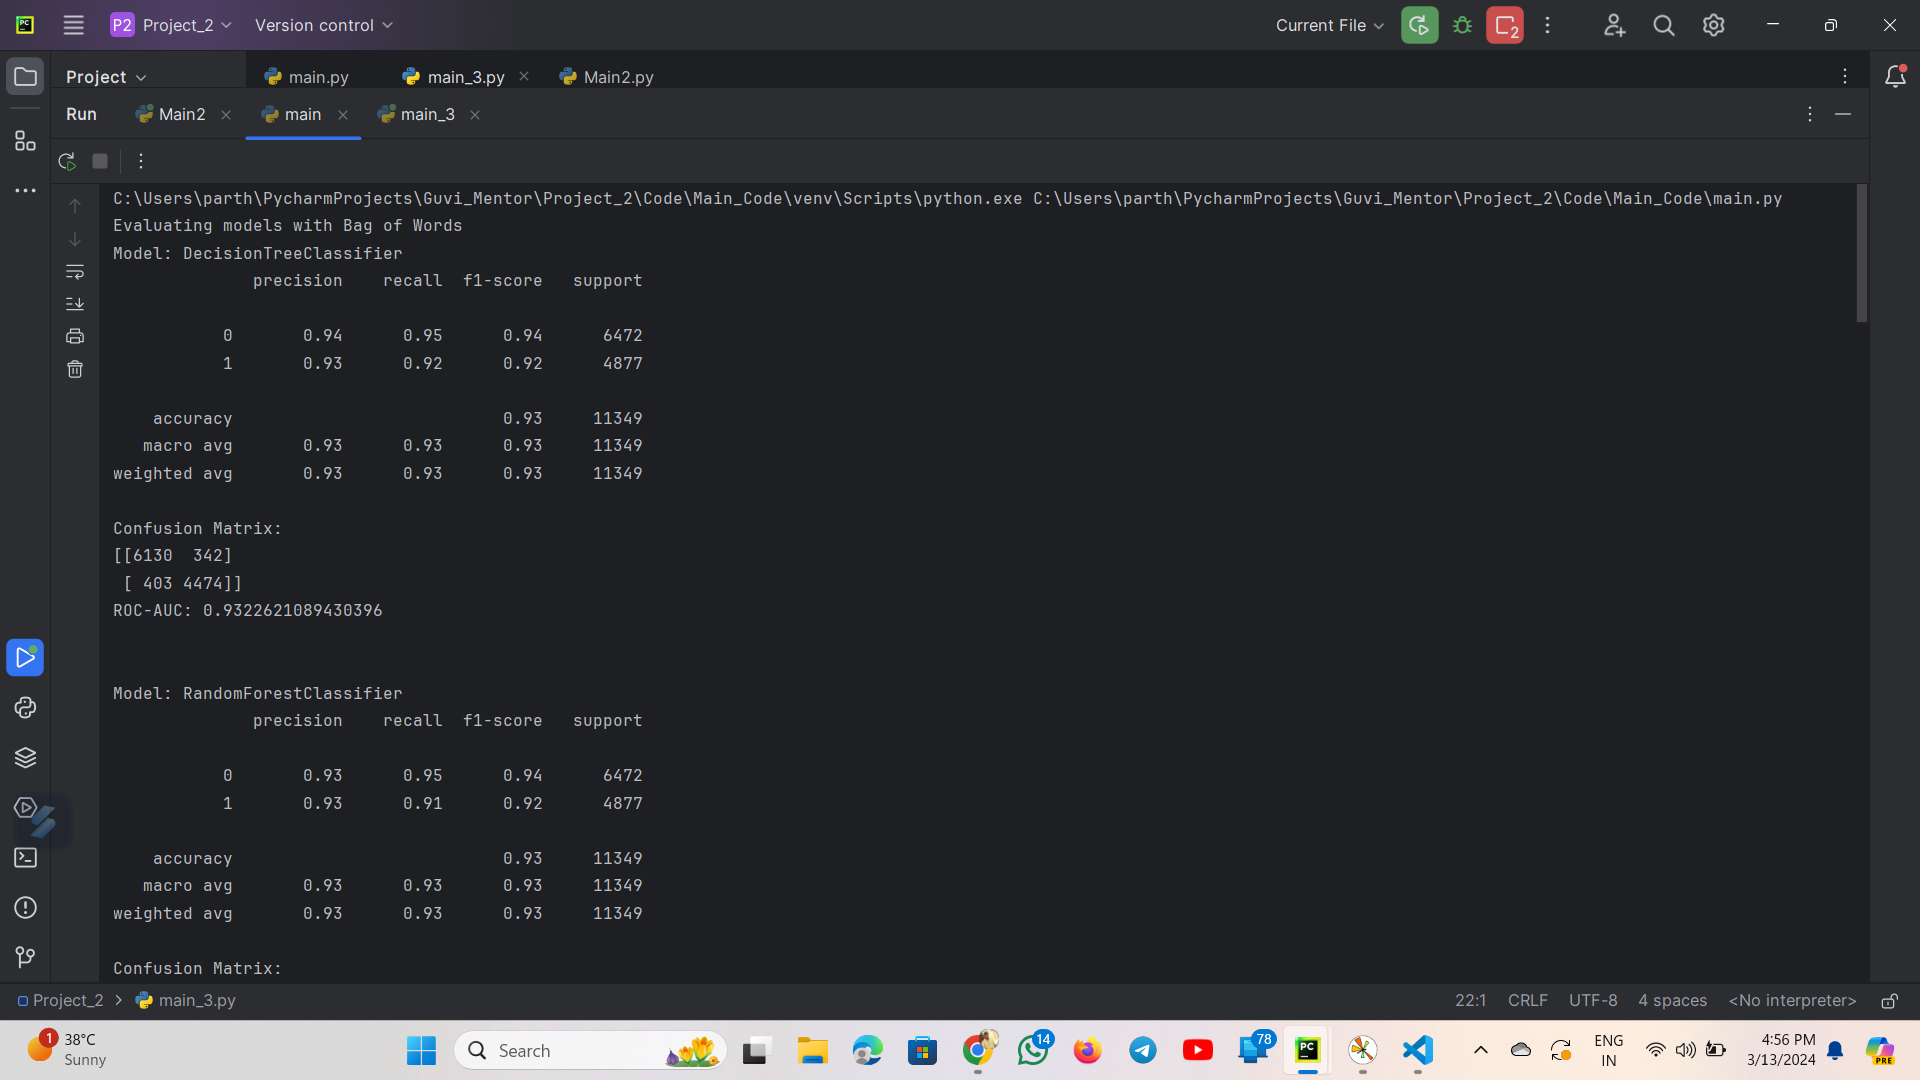 P2 Project_2 Version control Current File 2
Project main.py main_3.py Main2.py
Run Main2 main main_3
C:\Users\parth\PycharmProjects\Guvi_Mentor\Project_2\Code\Main_Code\venv\Scripts\python.exe C:\Users\parth\PycharmProjects\Guvi_Mentor\Project_2\Code\Main_Code\main.py
Evaluating models with Bag of Words
Model: DecisionTreeClassifier
precision recall f1-score support
0 0.94 0.95 0.94 6472
1 0.93 0.92 0.92 4877
accuracy 0.93 11349
macro avg 0.93 0.93 0.93 11349
weighted avg 0.93 0.93 0.93 11349
Confusion Matrix:
[[6130 342]
[ 403 4474]]
ROC-AUC: 0.9322621089430396
Model: RandomForestClassifier
precision recall f1-score support
0 0.93 0.95 0.94 6472
1 0.93 0.91 0.92 4877
accuracy 0.93 11349
macro avg 0.93 0.93 0.93 11349
weighted avg 0.93 0.93 0.93 11349
Confusion Matrix:
Project_2 > main_3.py 22:1 CRLF UTF-8 4 spaces <No interpreter>
1 38°C Search 14 78 PC ENG 4:56 PM
Sunny IN 3/13/2024 PRE